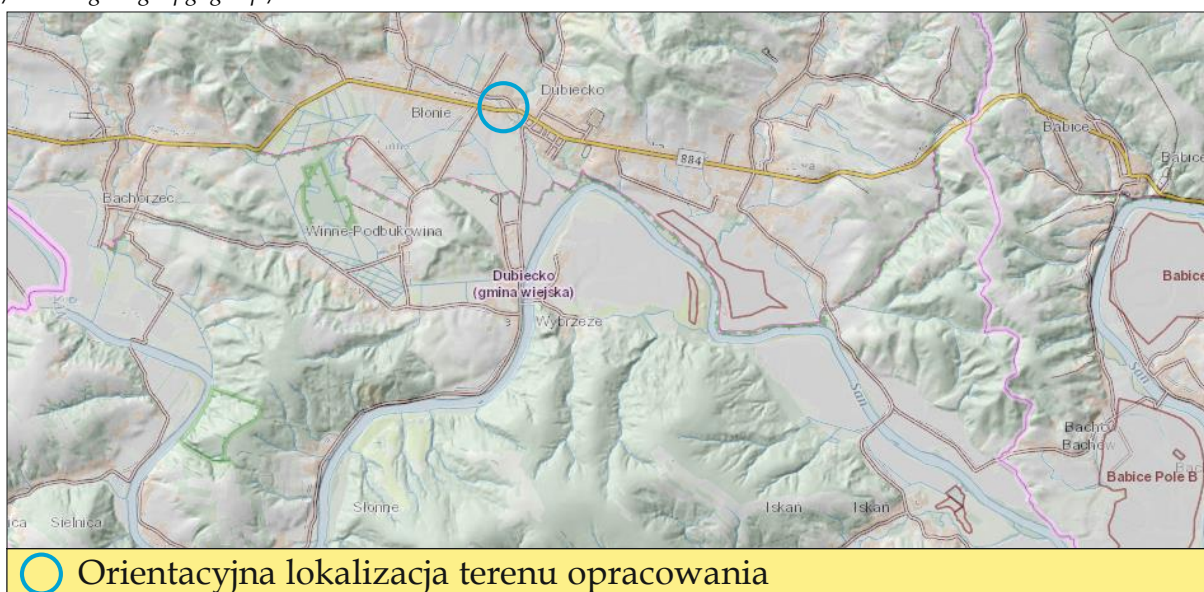 Dubiecko
Błonie
884
Babice
Babice
Bachórzec
Winne-Podbukowina
Dubiecko
(gmina wiejska)
Babice
Wybrzeże
San
San
Bachów
Babice Pole B
Słonne
Iskań
Iskań
Sielnica
Orientacyjna lokalizacja terenu opracowania